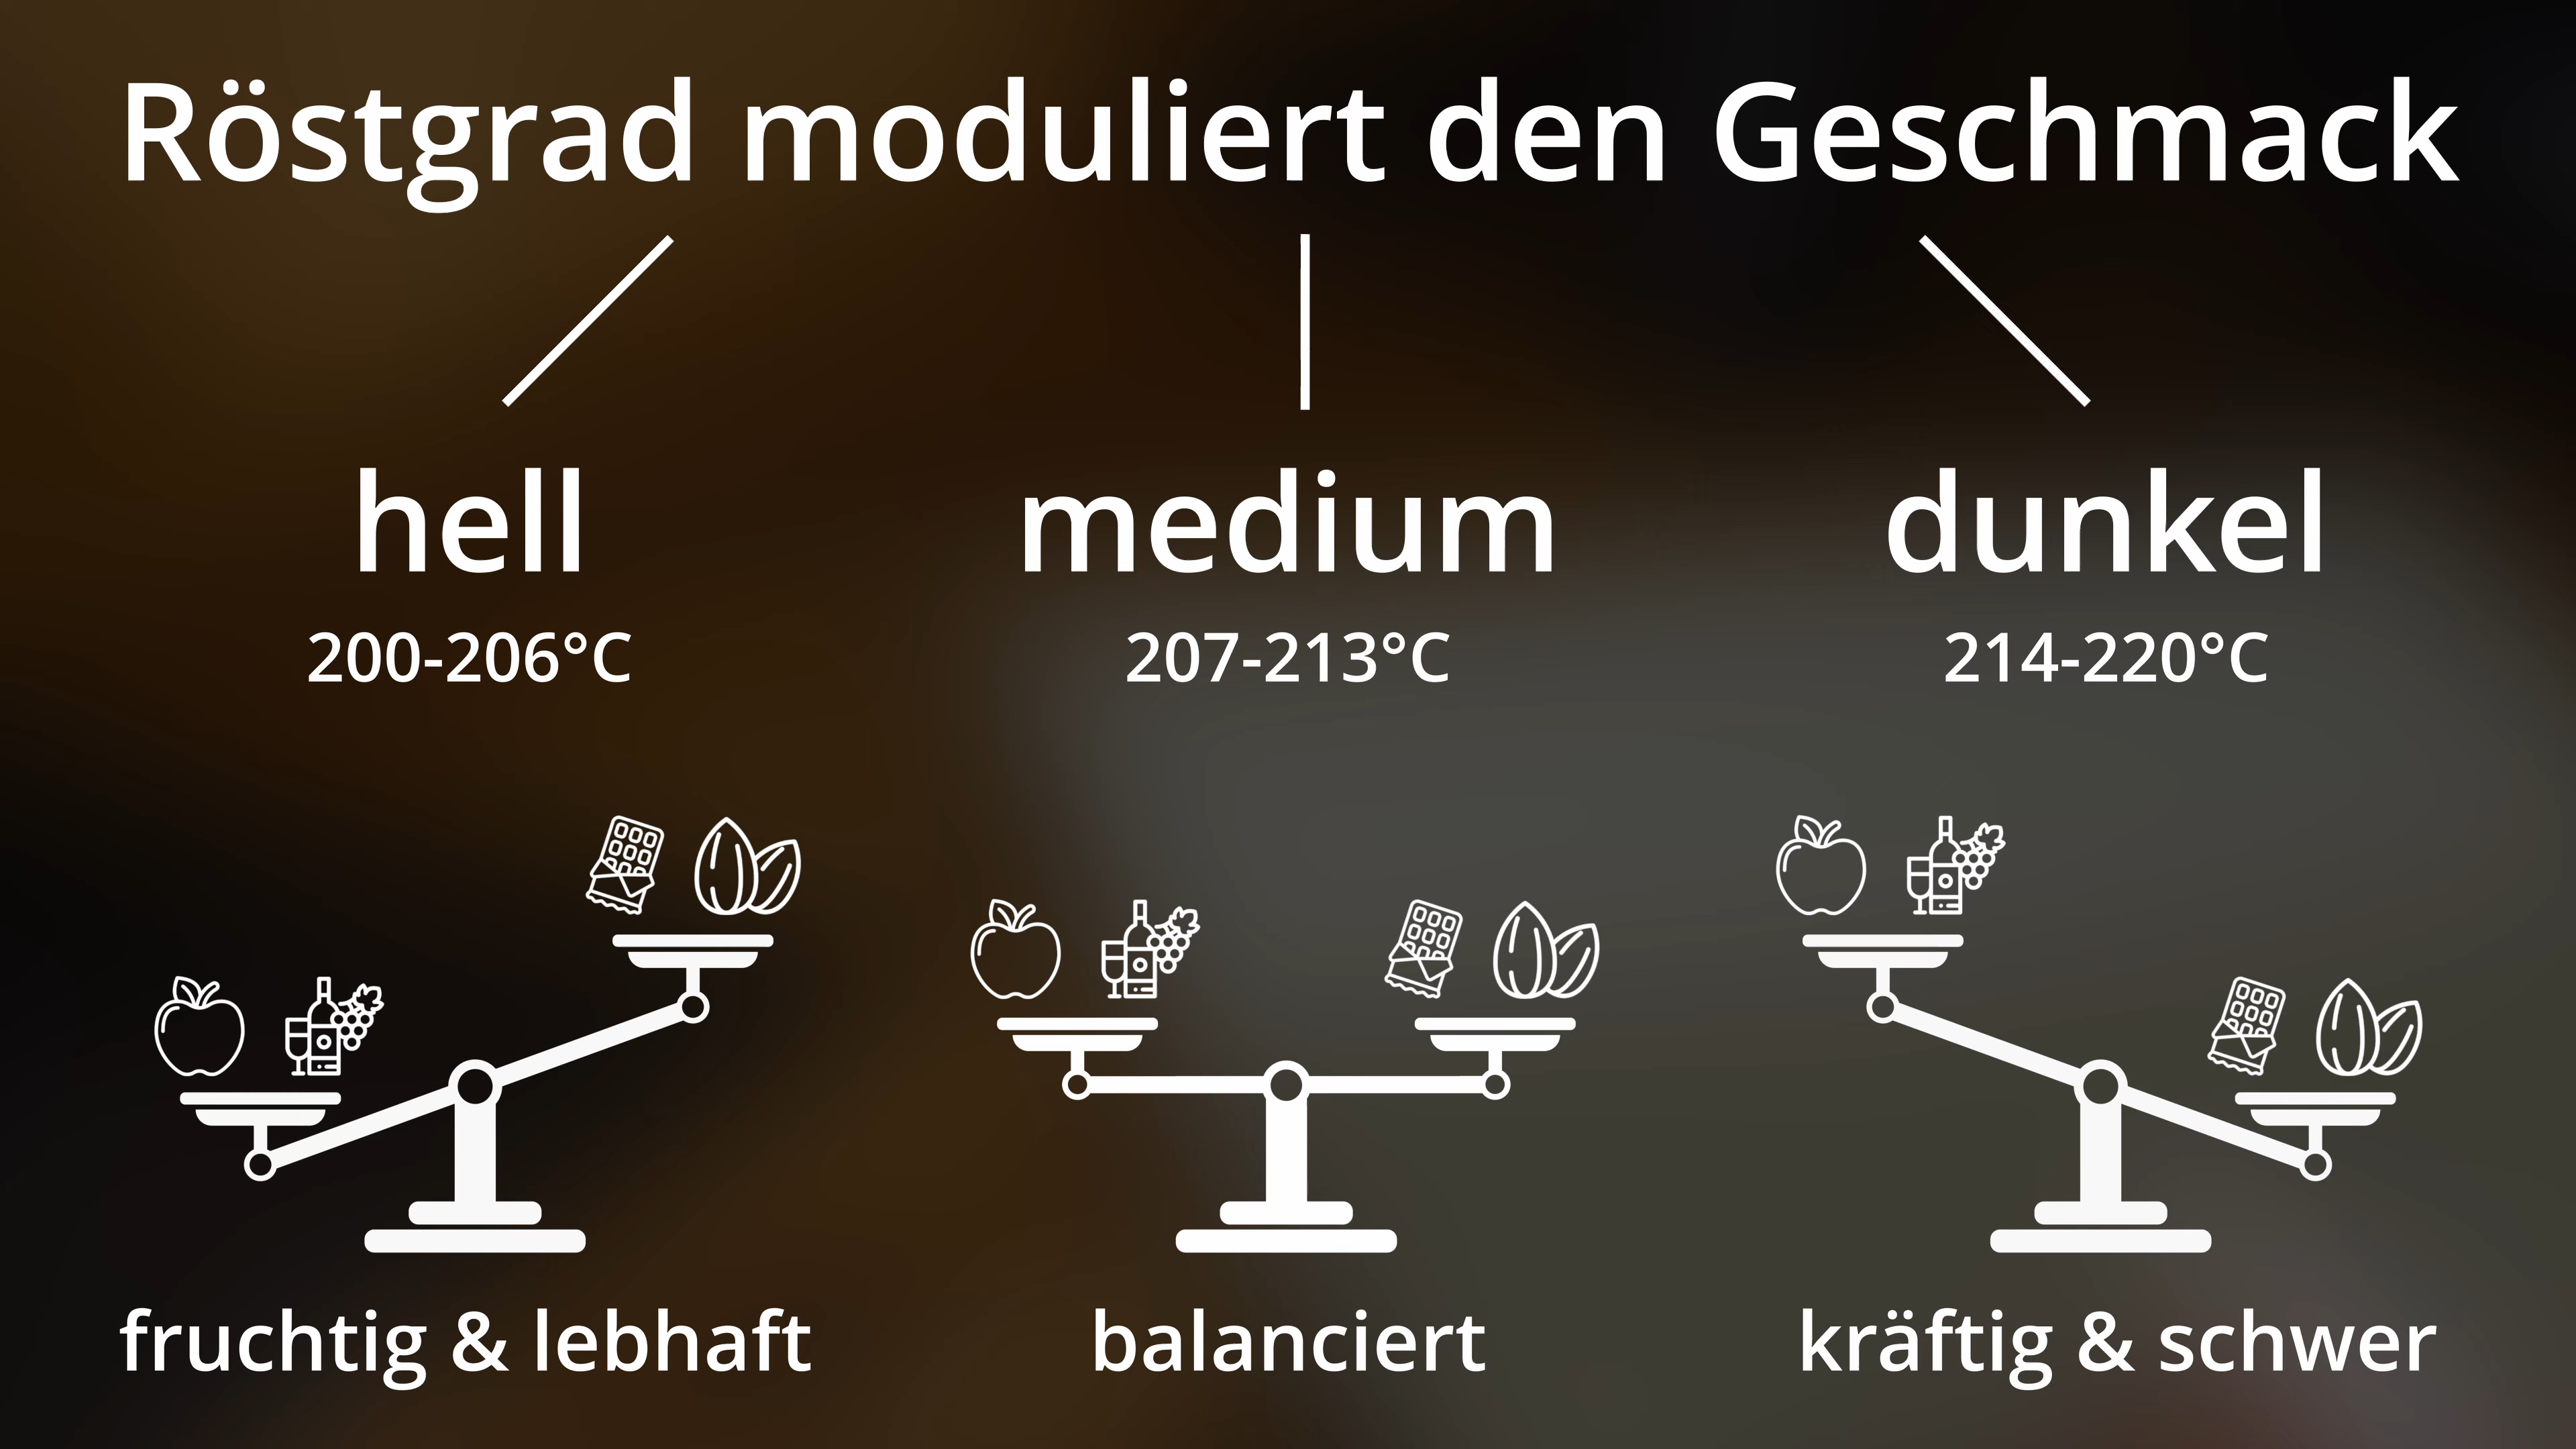 Röstgrad moduliert den Geschmack
hell
medium
dunkel
200-206°C
207-213°C
214-220°C
fruchtig & lebhaft
balanciert
kräftig & schwer